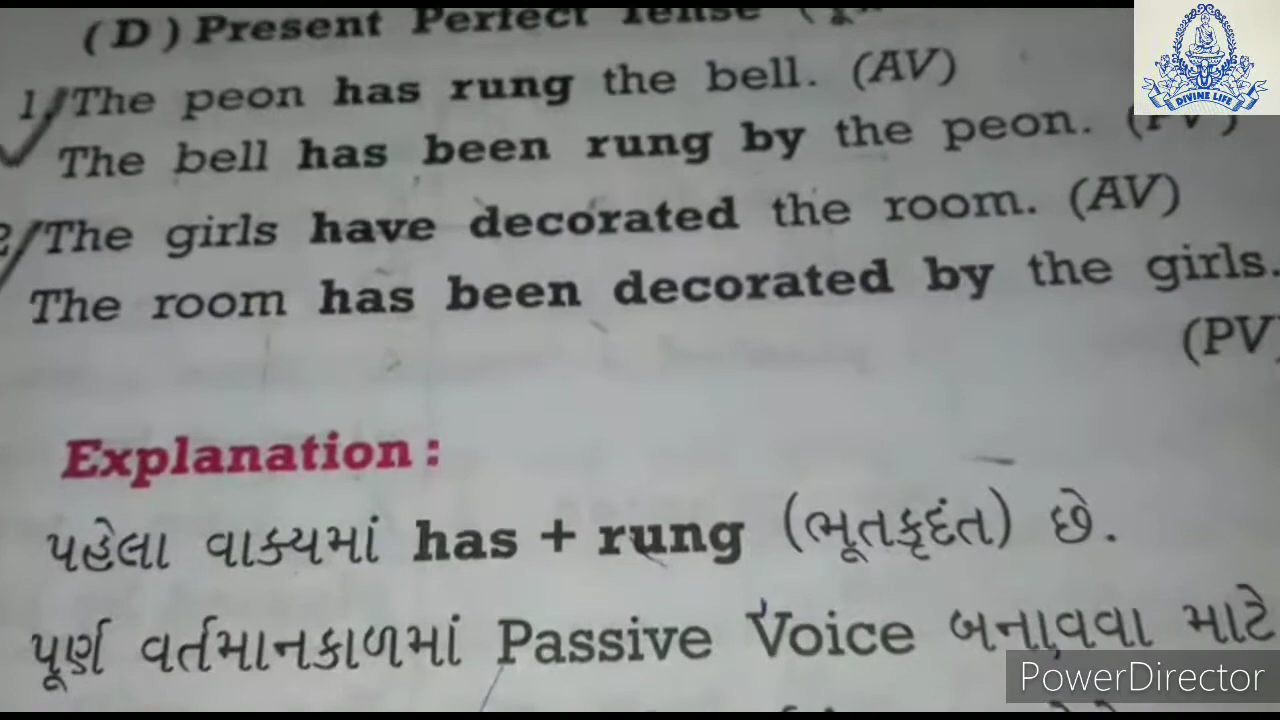 (D) Present Perfect Tense
DIVINE LIFE
1. The peon has rung the bell. (AV)
The bell has been rung by the peon. (PV)
2. The girls have decorated the room. (AV)
The room has been decorated by the girls.
(PV)
Explanation :
પહેલા વાક્યમાં has + rung (ભૂતકૃદંત) છે.
પૂર્ણ વર્તમાનકાળમાં Passive Voice બનાવવા માટે
PowerDirector